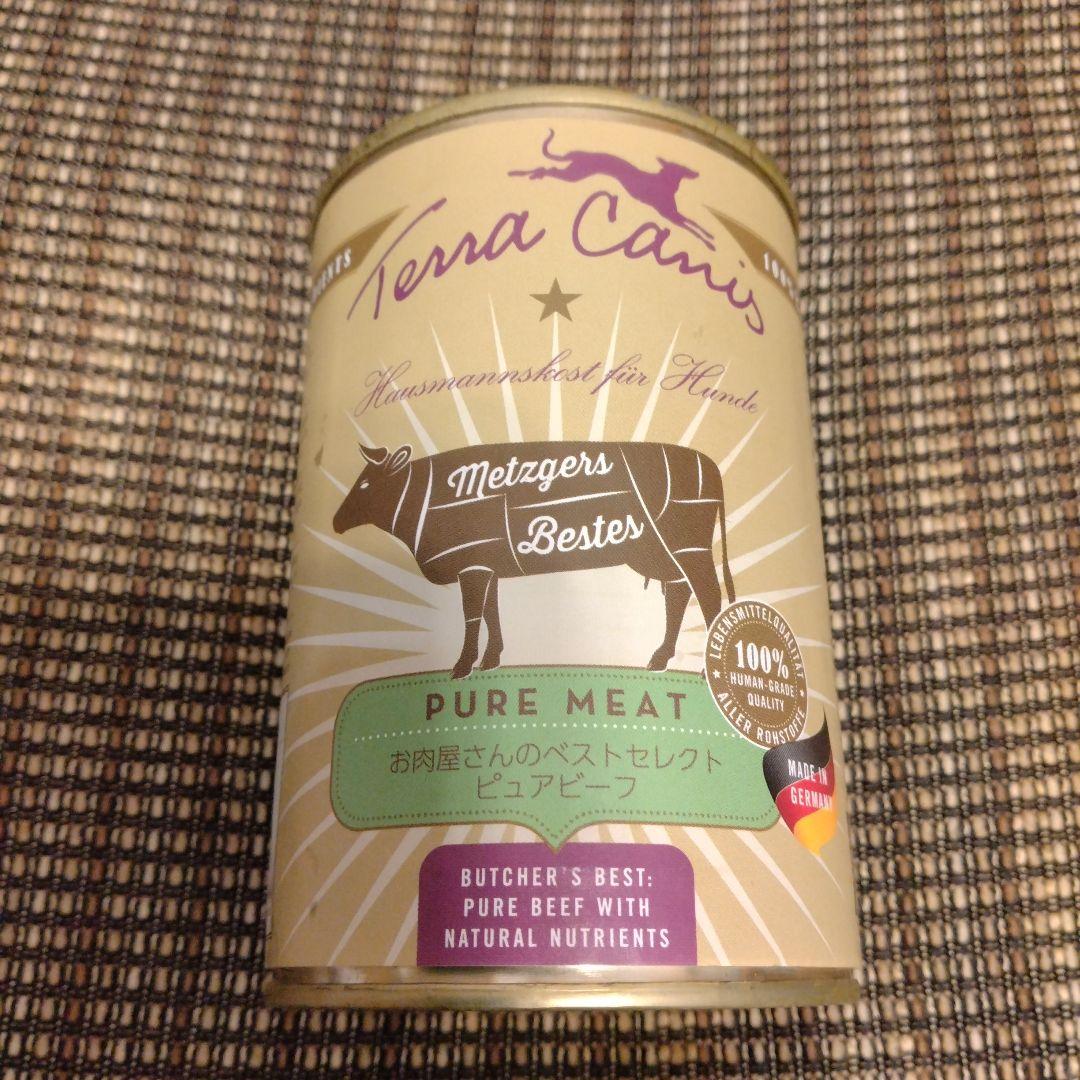 Terra Canis
Hausmannskost für Hunde
Metzgers
Bestes
LEBENSMITTELQUALITÄT
100%
HUMAN-GRADE
QUALITY
ALLER ROHSTOFFE
PURE MEAT
お肉屋さんのベストセレクト
ピュアビーフ
MADE IN
GERMANY
BUTCHER'S BEST:
PURE BEEF WITH
NATURAL NUTRIENTS